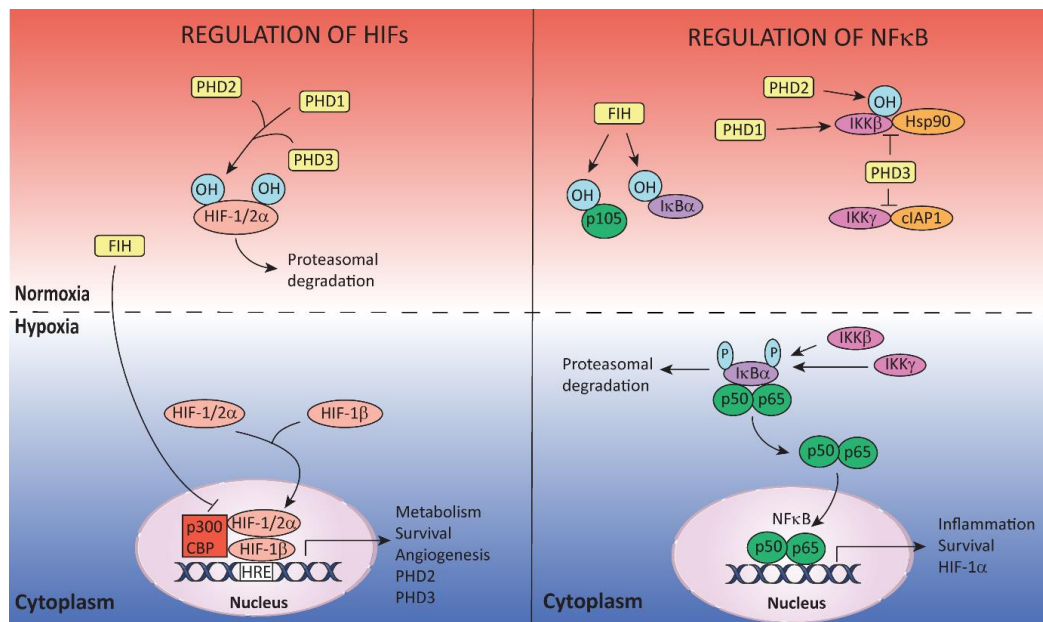 REGULATION OF HIFs
PHD2
PHD1
PHD3
OH
OH
HIF-1/2α
FIH
Proteasomal
degradation
Normoxia
Hypoxia
HIF-1/2α
HIF-1β
p300
CBP
HIF-1/2α
HIF-1β
HRE
Nucleus
Metabolism
Survival
Angiogenesis
PHD2
PHD3
Cytoplasm
REGULATION OF NFκB
PHD2
OH
FIH
PHD1
IKKβ
Hsp90
PHD3
OH
OH
p105
IκBα
IKKγ
cIAP1
P
P
IKKβ
IKKγ
Proteasomal
degradation
IκBα
p50
p65
p50
p65
NFκB
p50
p65
Inflammation
Survival
HIF-1α
Nucleus
Cytoplasm